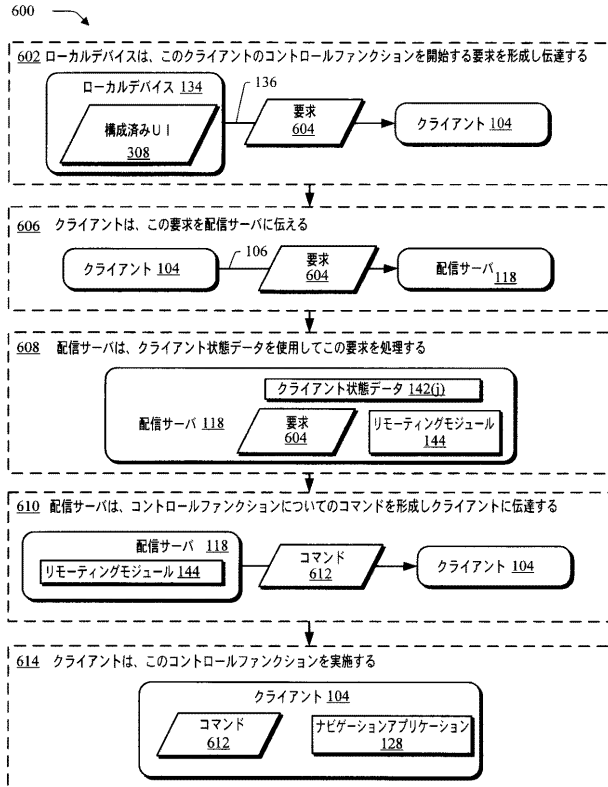 600
602 ローカルデバイスは、このクライアントのコントロールファンクションを開始する要求を形成し伝達する
ローカルデバイス 134
構成済みUI
308
136
要求
604
クライアント 104
606 クライアントは、この要求を配信サーバに伝える
クライアント 104
106
要求
604
配信サーバ
118
608 配信サーバは、クライアント状態データを使用してこの要求を処理する
クライアント状態データ 142(j)
配信サーバ 118
要求
604
リモーティングモジュール
144
610 配信サーバは、コントロールファンクションについてのコマンドを形成しクライアントに伝達する
配信サーバ 118
リモーティングモジュール 144
コマンド
612
クライアント 104
614 クライアントは、このコントロールファンクションを実施する
クライアント 104
コマンド
612
ナビゲーションアプリケーション
128